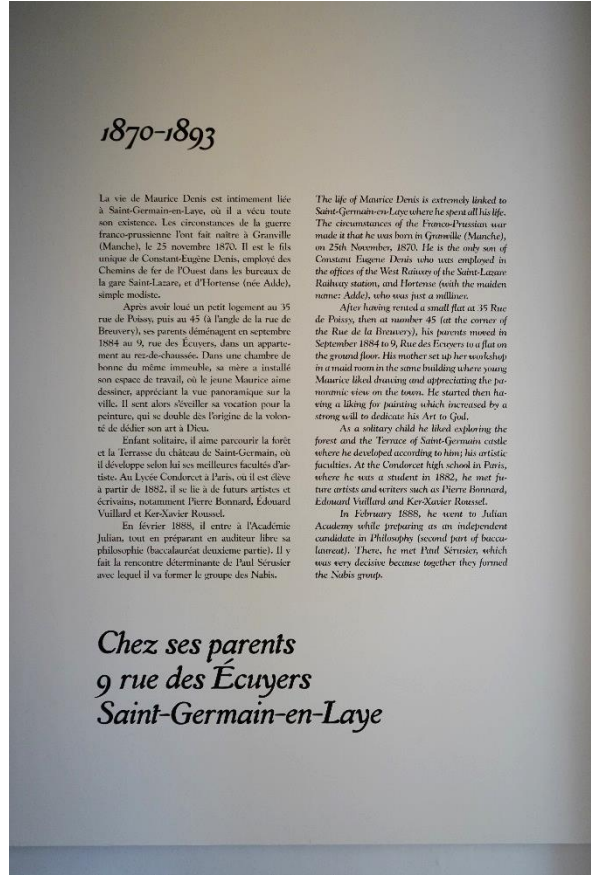 1870-1893
La vie de Maurice Denis est intimement liée
à Saint-Germain-en-Laye, où il a vécu toute
son existence. Les circonstances de la guerre
franco-prussienne l'ont fait naître à Granville
(Manche), le 25 novembre 1870. Il est le fils
unique de Constant-Eugène Denis, employé des
Chemins de fer de l'Ouest dans les bureaux de
la gare Saint-Lazare, et d'Hortense (née Adde),
simple modiste.
Après avoir loué un petit logement au 35
rue de Poissy, puis au 45 (à l'angle de la rue de
Breuvery), ses parents déménagent en septembre
1884 au 9, rue des Écuyers, dans un apparte-
ment au rez-de-chaussée. Dans une chambre de
bonne du même immeuble, sa mère a installé
son espace de travail, où le jeune Maurice aime
dessiner, appréciant la vue panoramique sur la
ville. Il sent alors s'éveiller sa vocation pour la
peinture, qui se double dès l'origine de la volon-
té de dédier son art à Dieu.
Enfant solitaire, il aime parcourir la forêt
et la Terrasse du château de Saint-Germain, où
il développe selon lui ses meilleures facultés d'ar-
tiste. Au Lycée Condorcet à Paris, où il est élève
à partir de 1882, il se lie à de futurs artistes et
écrivains, notamment Pierre Bonnard, Édouard
Vuillard et Ker-Xavier Roussel.
En février 1888, il entre à l'Académie
Julian, tout en préparant en auditeur libre sa
philosophie (baccalauréat deuxième partie). Il y
fait la rencontre déterminante de Paul Sérusier
avec lequel il va former le groupe des Nabis.
The life of Maurice Denis is extremely linked to
Saint-Germain-en-Laye where he spent all his life.
The circumstances of the Franco-Prussian war
made it that he was born in Granville (Manche),
on 25th November, 1870. He is the only son of
Constant Eugene Denis who was employed in
the offices of the West Raiway of the Saint-Lazare
Railway station, and Hortense (with the maiden
name: Adde), who was just a milliner.
After having rented a small flat at 35 Rue
de Poissy, then at number 45 (at the corner of
the Rue de la Breuvery), his parents moved in
September 1884 to 9, Rue des Ecuyers to a flat on
the ground floor. His mother set up her workshop
in a maid room in the same building where young
Maurice liked drawing and appreciating the pa-
noramic view on the town. He started then ha-
ving a liking for painting which increased by a
strong will to dedicate his Art to God.
As a solitary child he liked exploring the
forest and the Terrace of Saint-Germain castle
where he developed according to him; his artistic
faculties. At the Condorcet high school in Paris,
where he was a student in 1882, he met fu-
ture artists and writers such as Pierre Bonnard,
Edouard Vuillard and Ker-Xavier Roussel.
In February 1888, he went to Julian
Academy while preparing as an independent
candidate in Philosophy (second part of baccu-
laureat). There, he met Paul Sérusier, which
was very decisive because together they formed
the Nabis group.
Chez ses parents
9 rue des Écuyers
Saint-Germain-en-Laye